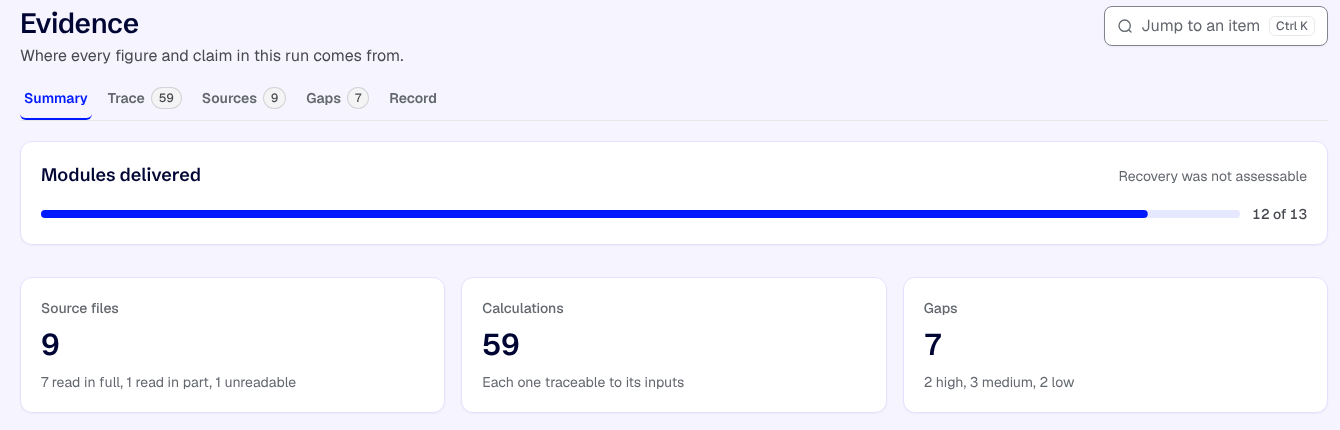 Evidence
Jump to an item Ctrl K
Where every figure and claim in this run comes from.
Summary Trace 59 Sources 9 Gaps 7 Record
Modules delivered
Recovery was not assessable
12 of 13
Source files
9
7 read in full, 1 read in part, 1 unreadable
Calculations
59
Each one traceable to its inputs
Gaps
7
2 high, 3 medium, 2 low